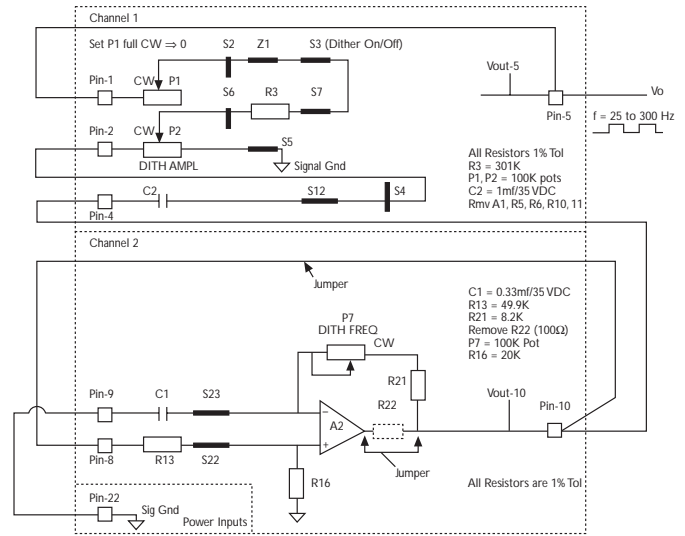 Channel 1
Set P1 full CW ⇒ 0
S2
Z1
S3 (Dither On/Off)
Pin-1
CW
P1
S6
R3
S7
Vout-5
Vo
Pin-5
f = 25 to 300 Hz
Pin-2
CW
P2
S5
DITH AMPL
Signal Gnd
All Resistors 1% Tol
R3 = 301K
P1, P2 = 100K pots
C2 = 1mf/35 VDC
Rmv A1, R5, R6, R10, 11
C2
S12
S4
Pin-4
Channel 2
Jumper
C1 = 0.33mf/35 VDC
R13 = 49.9K
R21 = 8.2K
Remove R22 (100Ω)
P7 = 100K Pot
R16 = 20K
P7
DITH FREQ
CW
R21
Pin-9
C1
S23
R22
Vout-10
Pin-10
−
A2
+
Pin-8
R13
S22
Jumper
R16
All Resistors are 1% Tol
Pin-22
Sig Gnd
Power Inputs